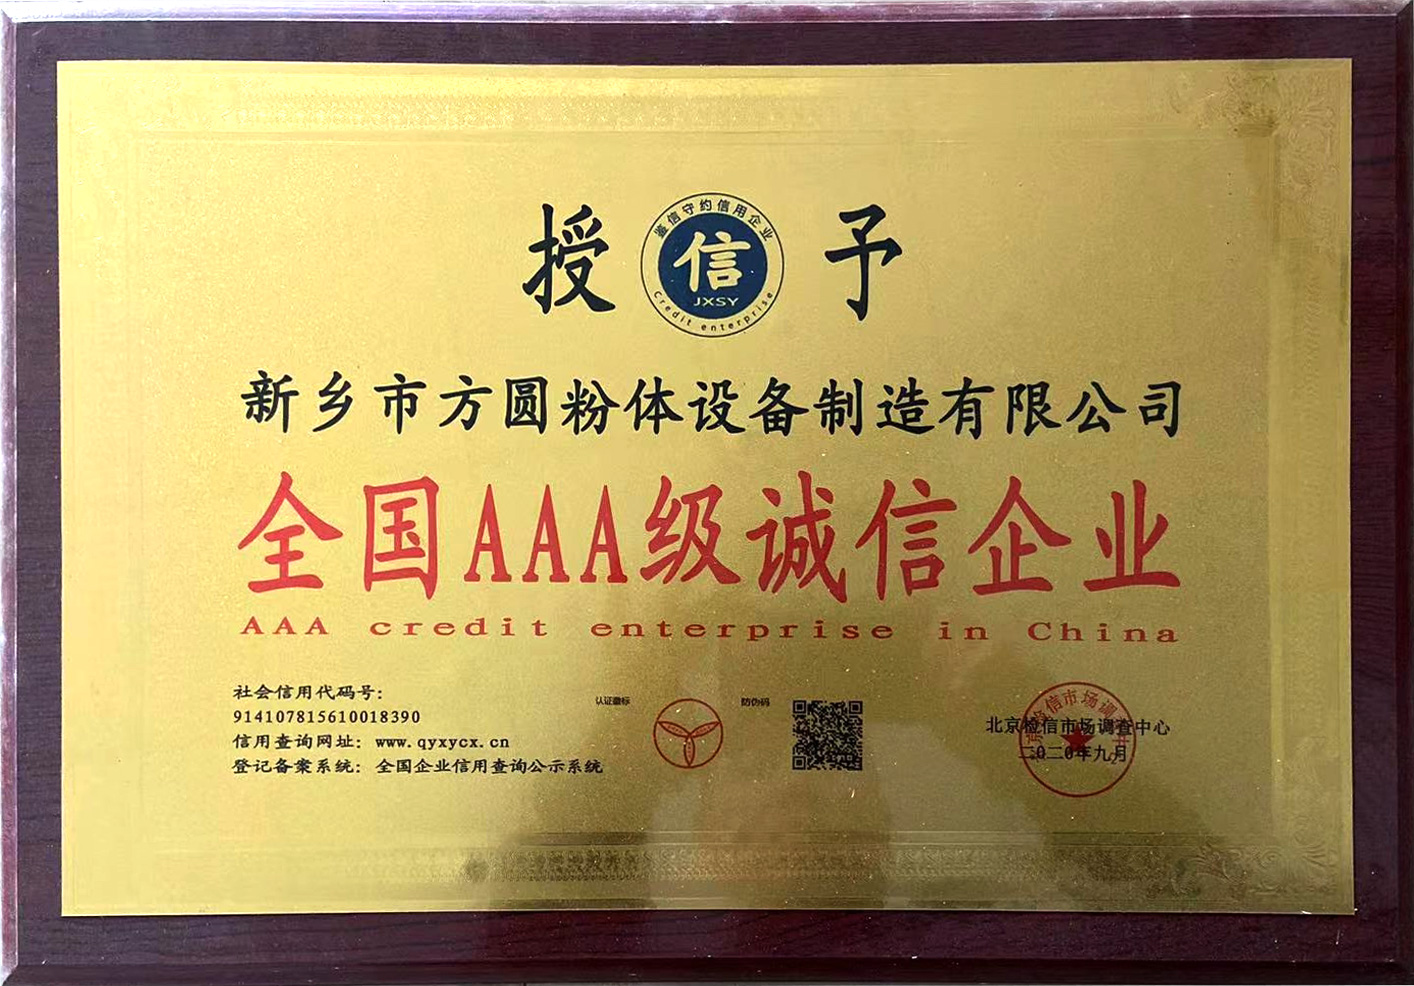 授 予
鉴信守约信用企业
信
JXSY
Credit enterprise
新乡市方圆粉体设备制造有限公司
全国AAA级诚信企业
AAA credit enterprise in China
社会信用代码号：
914107815610018390
信用查询网址：www.qyxycx.cn
登记备案系统：全国企业信用查询公示系统
认证徽标
防伪码
北京检信市场调查中心
二〇二〇年九月